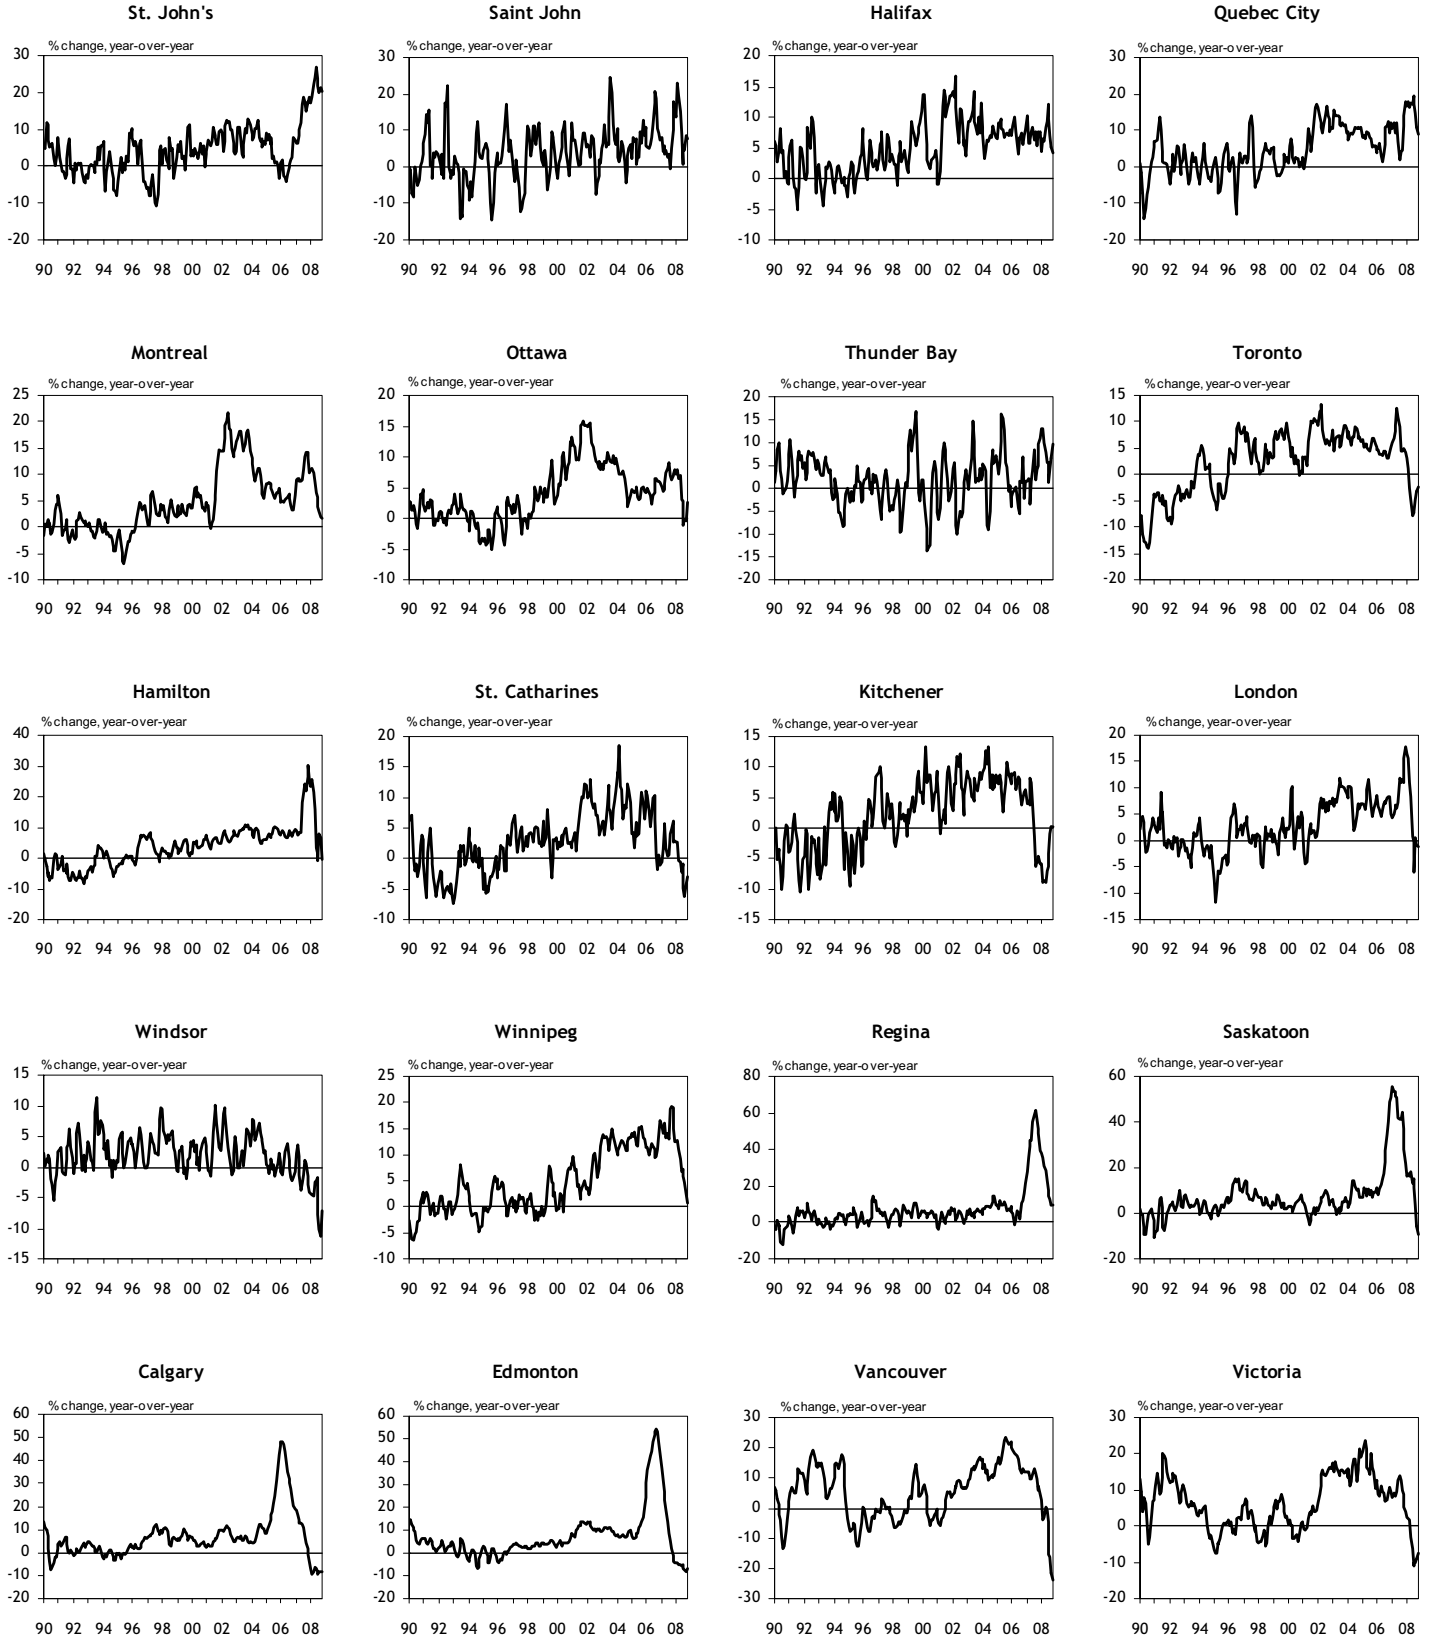 St. John's
% change, year-over-year
30
20
10
0
-10
-20
90 92 94 96 98 00 02 04 06 08
Saint John
% change, year-over-year
30
20
10
0
-10
-20
90 92 94 96 98 00 02 04 06 08
Halifax
% change, year-over-year
20
15
10
5
0
-5
-10
90 92 94 96 98 00 02 04 06 08
Quebec City
% change, year-over-year
30
20
10
0
-10
-20
90 92 94 96 98 00 02 04 06 08
Montreal
% change, year-over-year
25
20
15
10
5
0
-5
-10
90 92 94 96 98 00 02 04 06 08
Ottawa
% change, year-over-year
20
15
10
5
0
-5
-10
90 92 94 96 98 00 02 04 06 08
Thunder Bay
% change, year-over-year
20
15
10
5
0
-5
-10
-15
-20
90 92 94 96 98 00 02 04 06 08
Toronto
% change, year-over-year
15
10
5
0
-5
-10
-15
-20
90 92 94 96 98 00 02 04 06 08
Hamilton
% change, year-over-year
40
30
20
10
0
-10
-20
90 92 94 96 98 00 02 04 06 08
St. Catharines
% change, year-over-year
20
15
10
5
0
-5
-10
90 92 94 96 98 00 02 04 06 08
Kitchener
% change, year-over-year
15
10
5
0
-5
-10
-15
90 92 94 96 98 00 02 04 06 08
London
% change, year-over-year
20
15
10
5
0
-5
-10
-15
90 92 94 96 98 00 02 04 06 08
Windsor
% change, year-over-year
15
10
5
0
-5
-10
-15
90 92 94 96 98 00 02 04 06 08
Winnipeg
% change, year-over-year
25
20
15
10
5
0
-5
-10
90 92 94 96 98 00 02 04 06 08
Regina
% change, year-over-year
80
60
40
20
0
-20
90 92 94 96 98 00 02 04 06 08
Saskatoon
% change, year-over-year
60
40
20
0
-20
90 92 94 96 98 00 02 04 06 08
Calgary
% change, year-over-year
60
50
40
30
20
10
0
-10
-20
90 92 94 96 98 00 02 04 06 08
Edmonton
% change, year-over-year
60
50
40
30
20
10
0
-10
-20
90 92 94 96 98 00 02 04 06 08
Vancouver
% change, year-over-year
30
20
10
0
-10
-20
-30
90 92 94 96 98 00 02 04 06 08
Victoria
% change, year-over-year
30
20
10
0
-10
-20
90 92 94 96 98 00 02 04 06 08